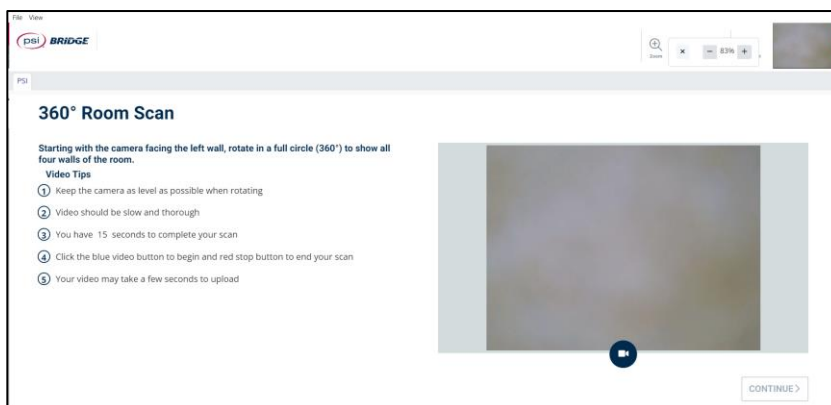 File View
psi BRIDGE
Zoom
× − 83% +
PSI
360° Room Scan
Starting with the camera facing the left wall, rotate in a full circle (360°) to show all
four walls of the room.
Video Tips
1 Keep the camera as level as possible when rotating
2 Video should be slow and thorough
3 You have 15 seconds to complete your scan
4 Click the blue video button to begin and red stop button to end your scan
5 Your video may take a few seconds to upload
CONTINUE >